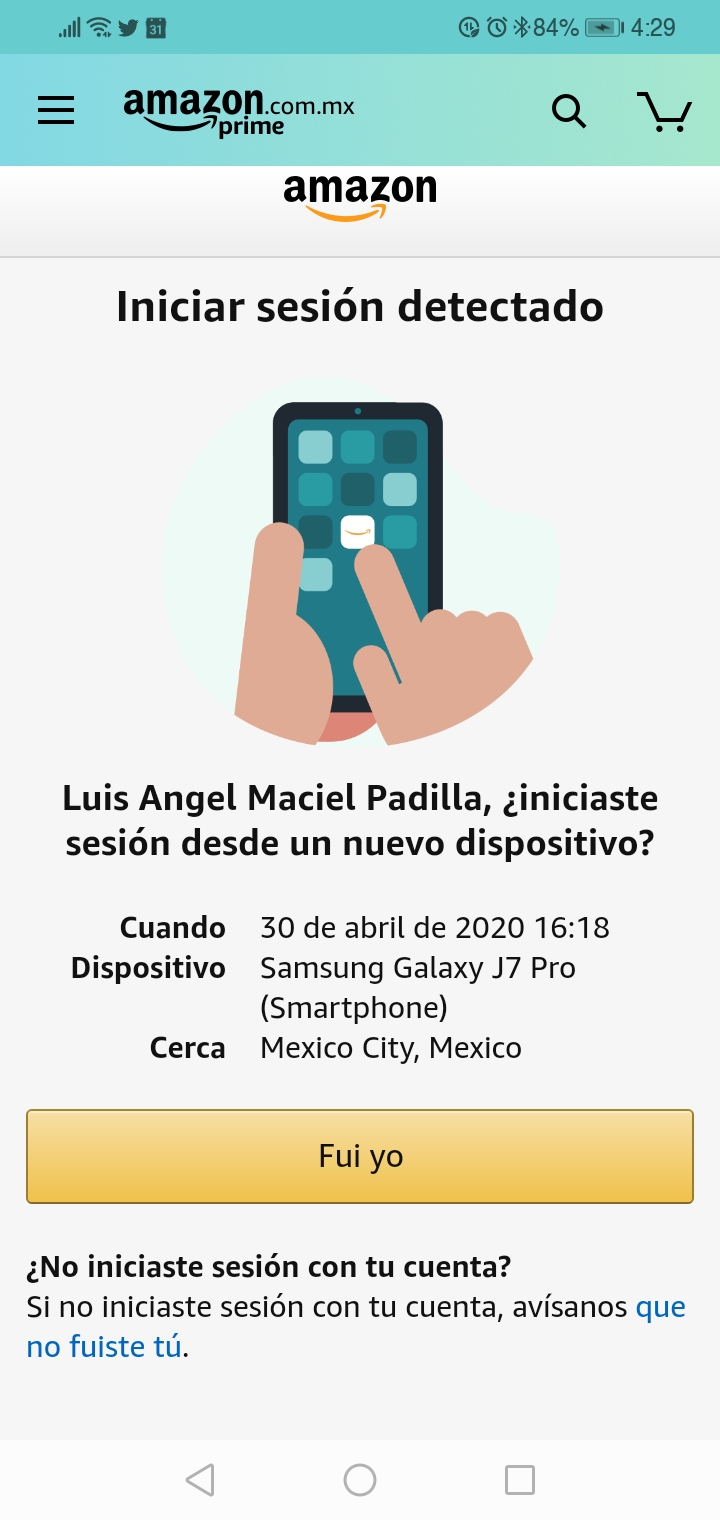 31 84% 4:29
amazon.com.mx
prime
amazon
Iniciar sesión detectado
Luis Angel Maciel Padilla, ¿iniciaste
sesión desde un nuevo dispositivo?
Cuando 30 de abril de 2020 16:18
Dispositivo Samsung Galaxy J7 Pro
(Smartphone)
Cerca Mexico City, Mexico
Fui yo
¿No iniciaste sesión con tu cuenta?
Si no iniciaste sesión con tu cuenta, avísanos que
no fuiste tú.